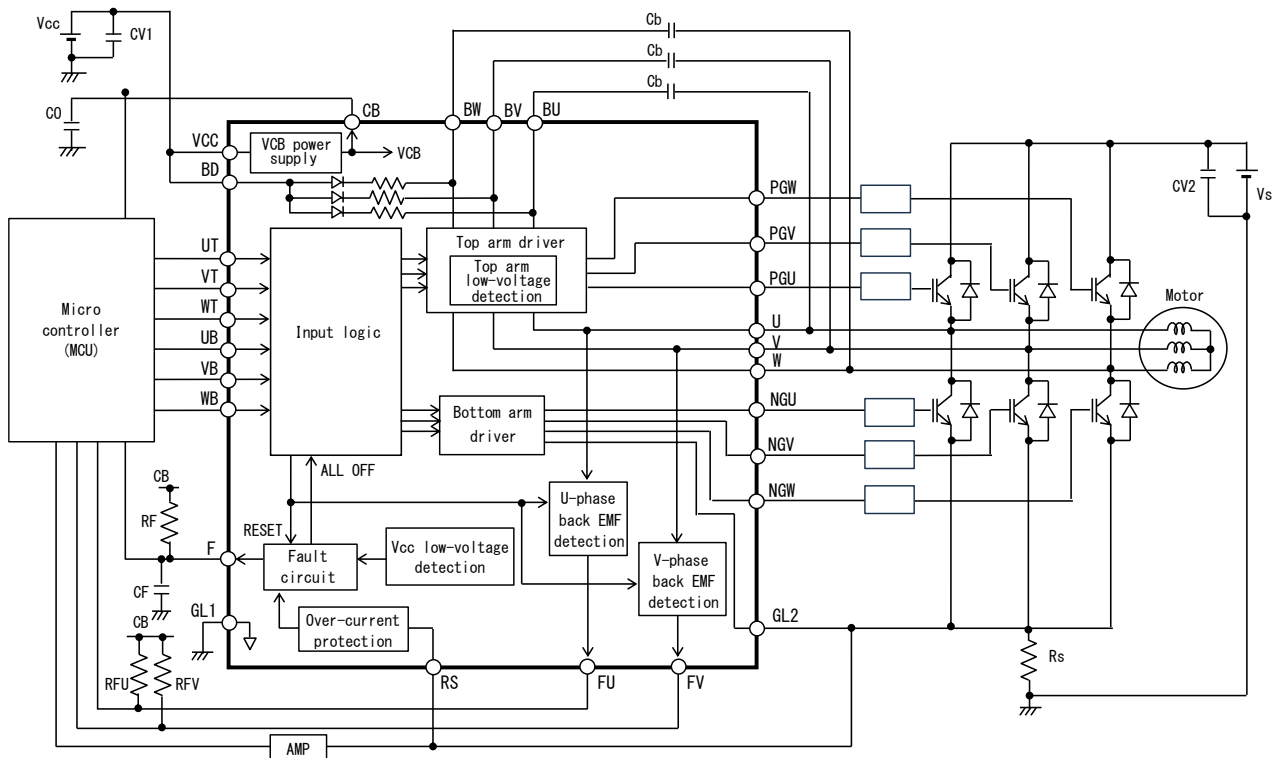 Vcc
CV1
Cb
Cb
Cb
C0
CB
BW
BV
BU
VCC
VCB power
supply
VCB
BD
CV2
Vs
PGW
PGV
PGU
Top arm driver
Top arm
low-voltage
detection
UT
VT
WT
UB
VB
WB
Micro
controller
(MCU)
Input logic
Motor
U
V
W
Bottom arm
driver
NGU
NGV
NGW
ALL OFF
CB
RF
RESET
U-phase
back EMF
detection
F
Fault
circuit
Vcc low-voltage
detection
V-phase
back EMF
detection
CF
GL1
Over-current
protection
GL2
CB
RFU
RFV
RS
FU
FV
Rs
AMP